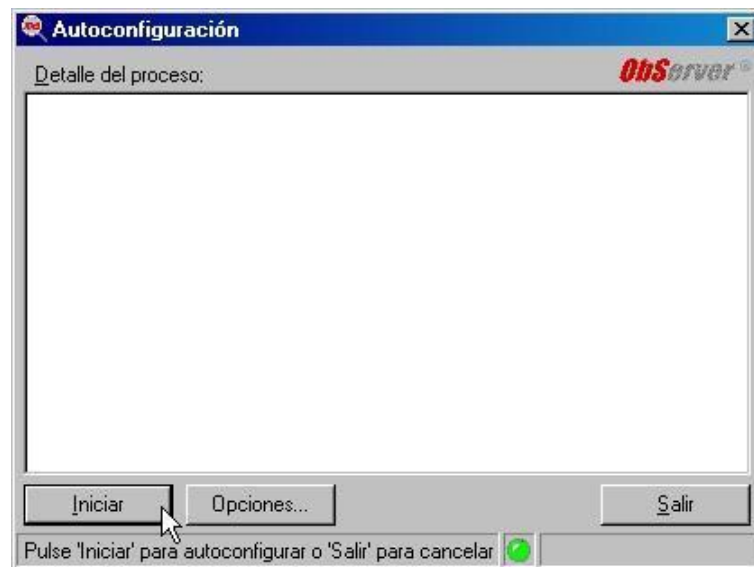 Autoconfiguración
Detalle del proceso:
ObServer ®
Iniciar
Opciones...
Salir
Pulse 'Iniciar' para autoconfigurar o 'Salir' para cancelar